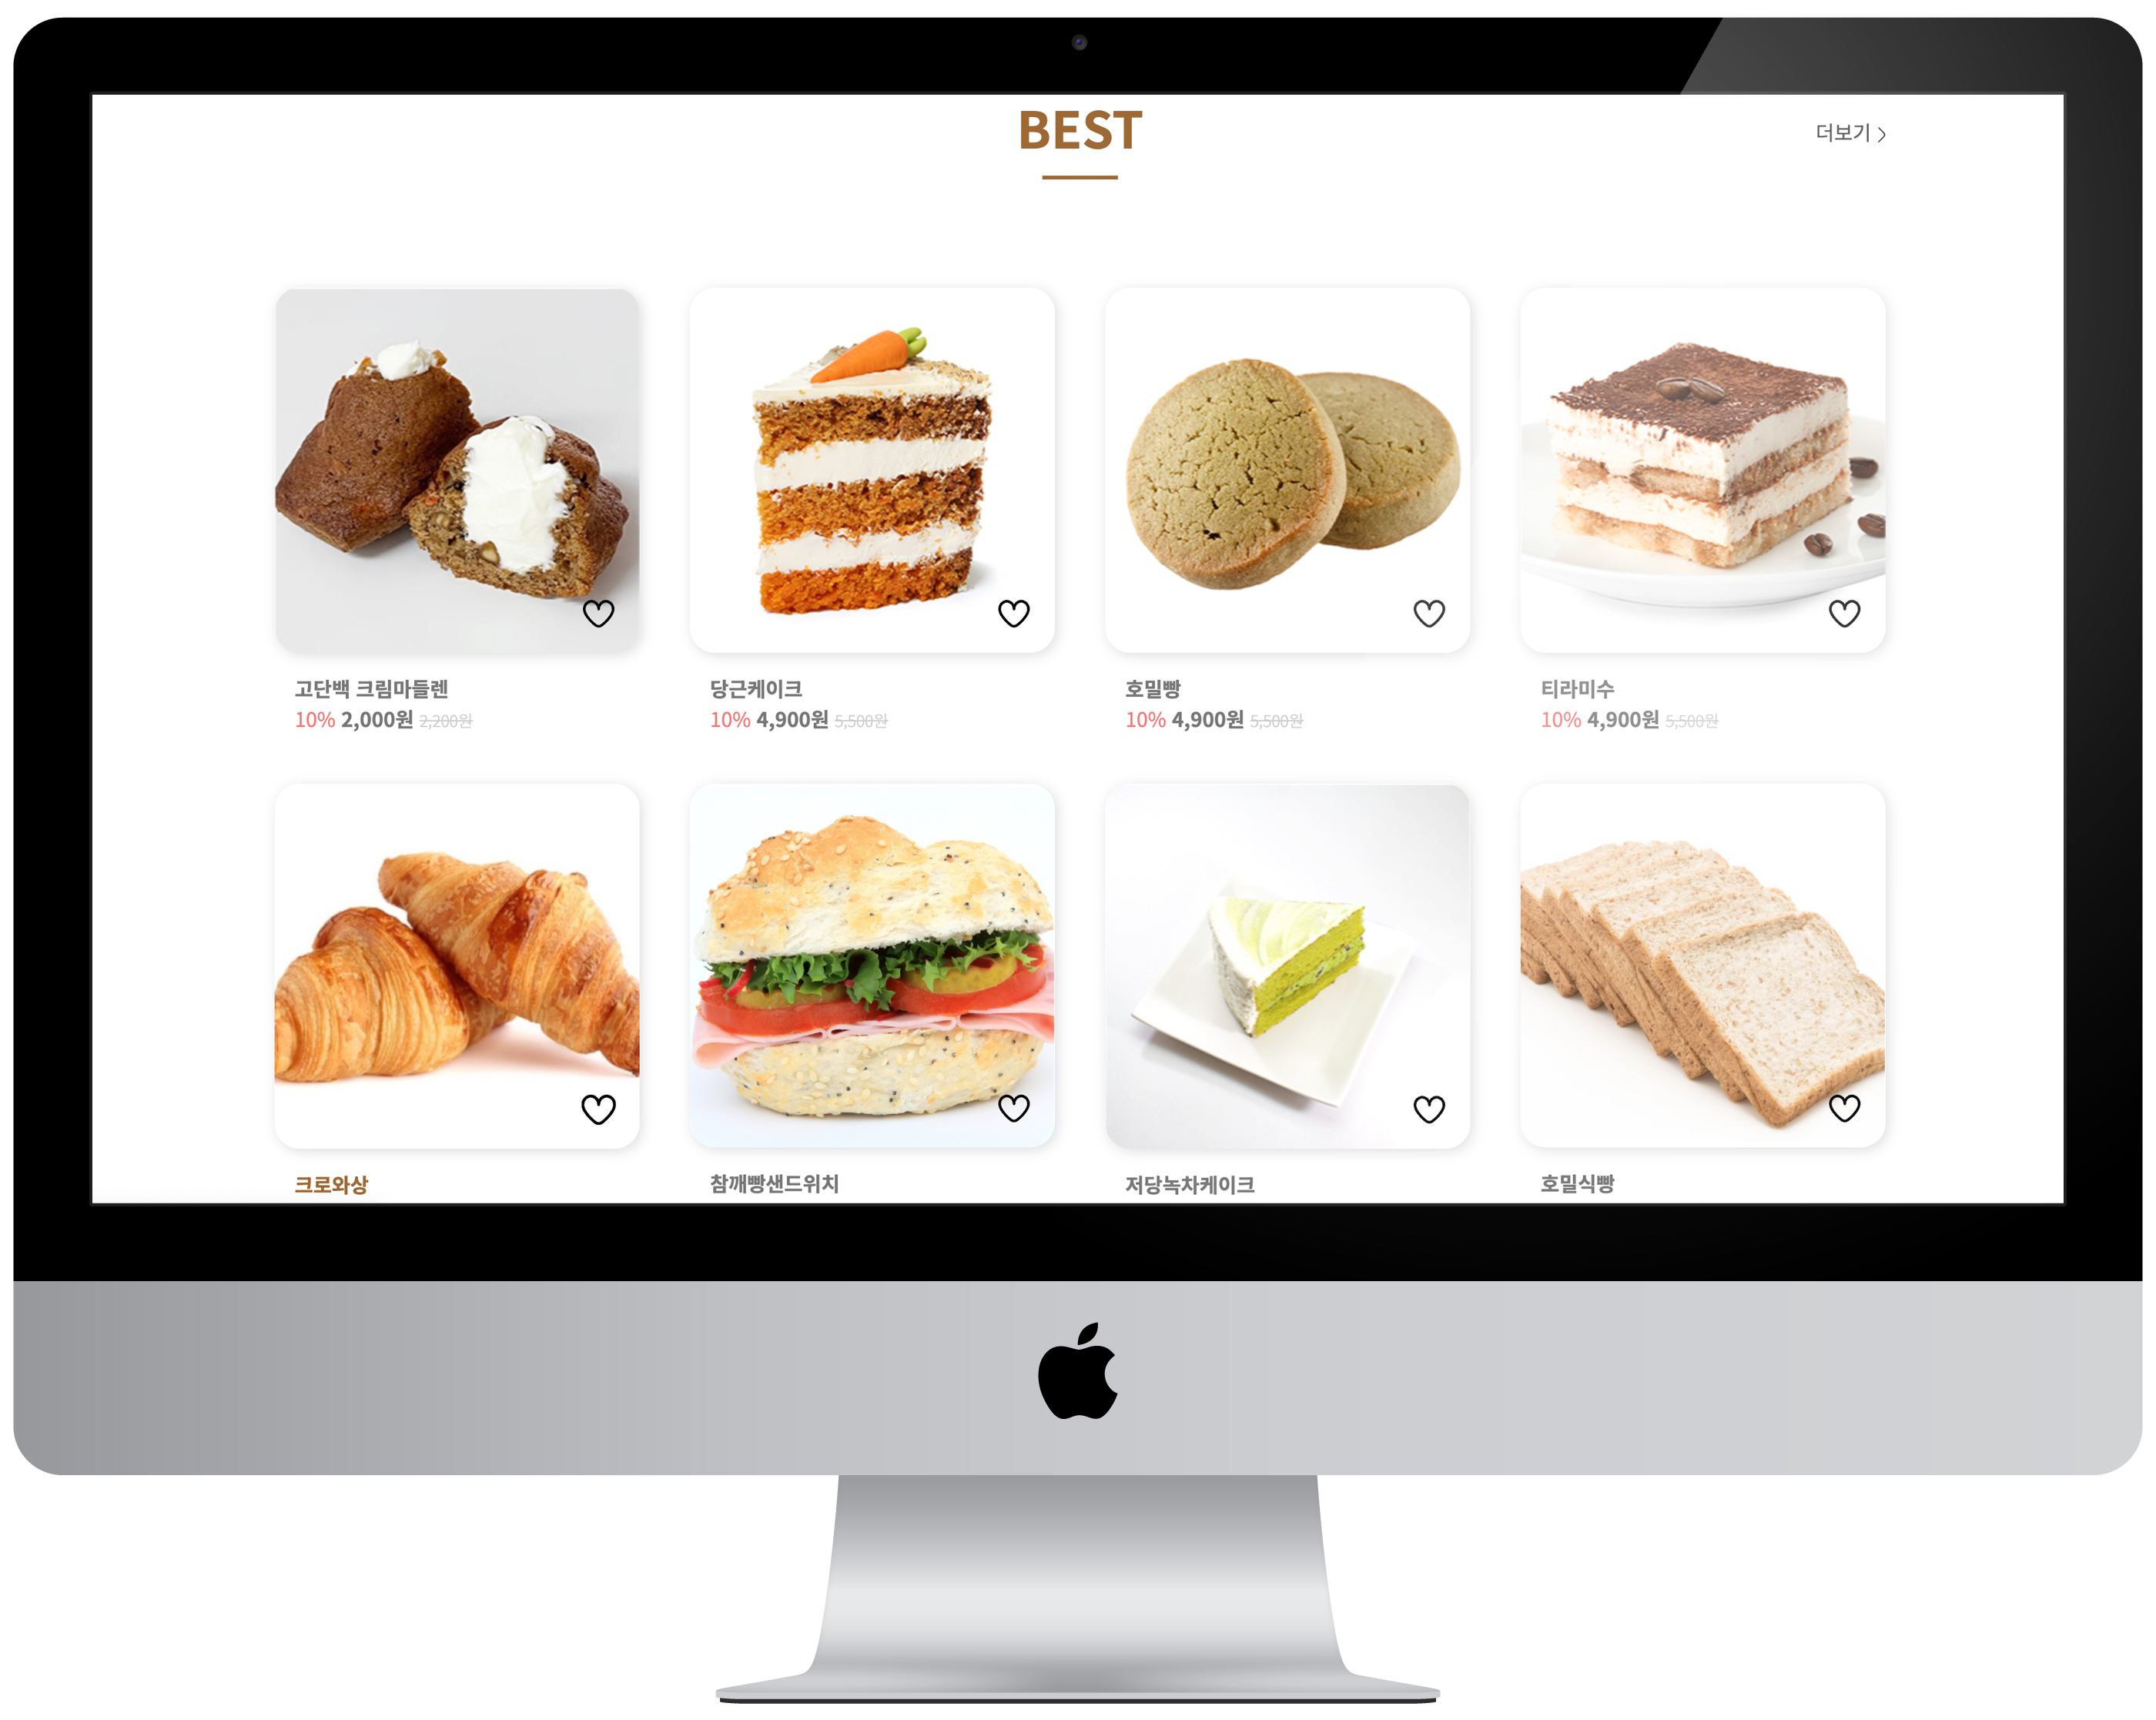 BEST
더보기 >
고단백 크림마들렌
10% 2,000원 2,200원
당근케이크
10% 4,900원 5,500원
호밀빵
10% 4,900원 5,500원
티라미수
10% 4,900원 5,500원
크로와상
참깨빵샌드위치
저당녹차케이크
호밀식빵